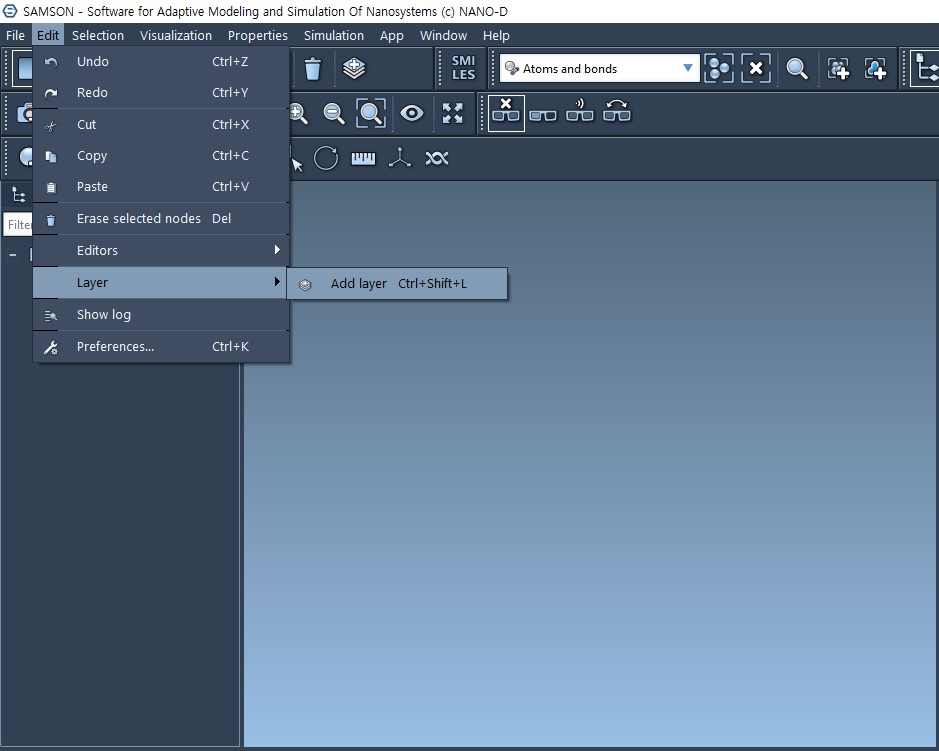 SAMSON - Software for Adaptive Modeling and Simulation Of Nanosystems (c) NANO-D
File Edit Selection Visualization Properties Simulation App Window Help
SMI
LES
Atoms and bonds
Undo Ctrl+Z
Redo Ctrl+Y
Cut Ctrl+X
Copy Ctrl+C
Paste Ctrl+V
Erase selected nodes Del
Filter
Editors
Layer
Add layer Ctrl+Shift+L
Show log
Preferences... Ctrl+K